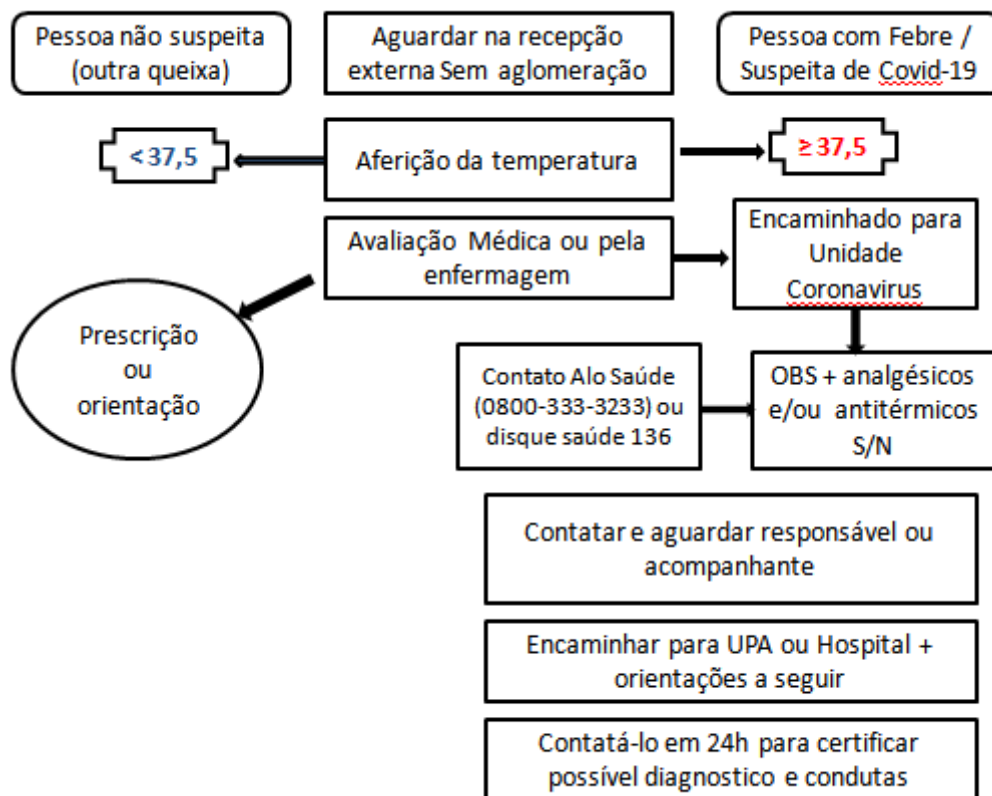 Pessoa não suspeita
(outra queixa)
Aguardar na recepção
externa Sem aglomeração
Pessoa com Febre /
Suspeita de Covid-19
< 37,5
Aferição da temperatura
≥ 37,5
Avaliação Médica ou pela
enfermagem
Encaminhado para
Unidade
Coronavirus
Prescrição
ou
orientação
Contato Alo Saúde
(0800-333-3233) ou
disque saúde 136
OBS + analgésicos
e/ou antitérmicos
S/N
Contatar e aguardar responsável ou
acompanhante
Encaminhar para UPA ou Hospital +
orientações a seguir
Contatá-lo em 24h para certificar
possível diagnostico e condutas